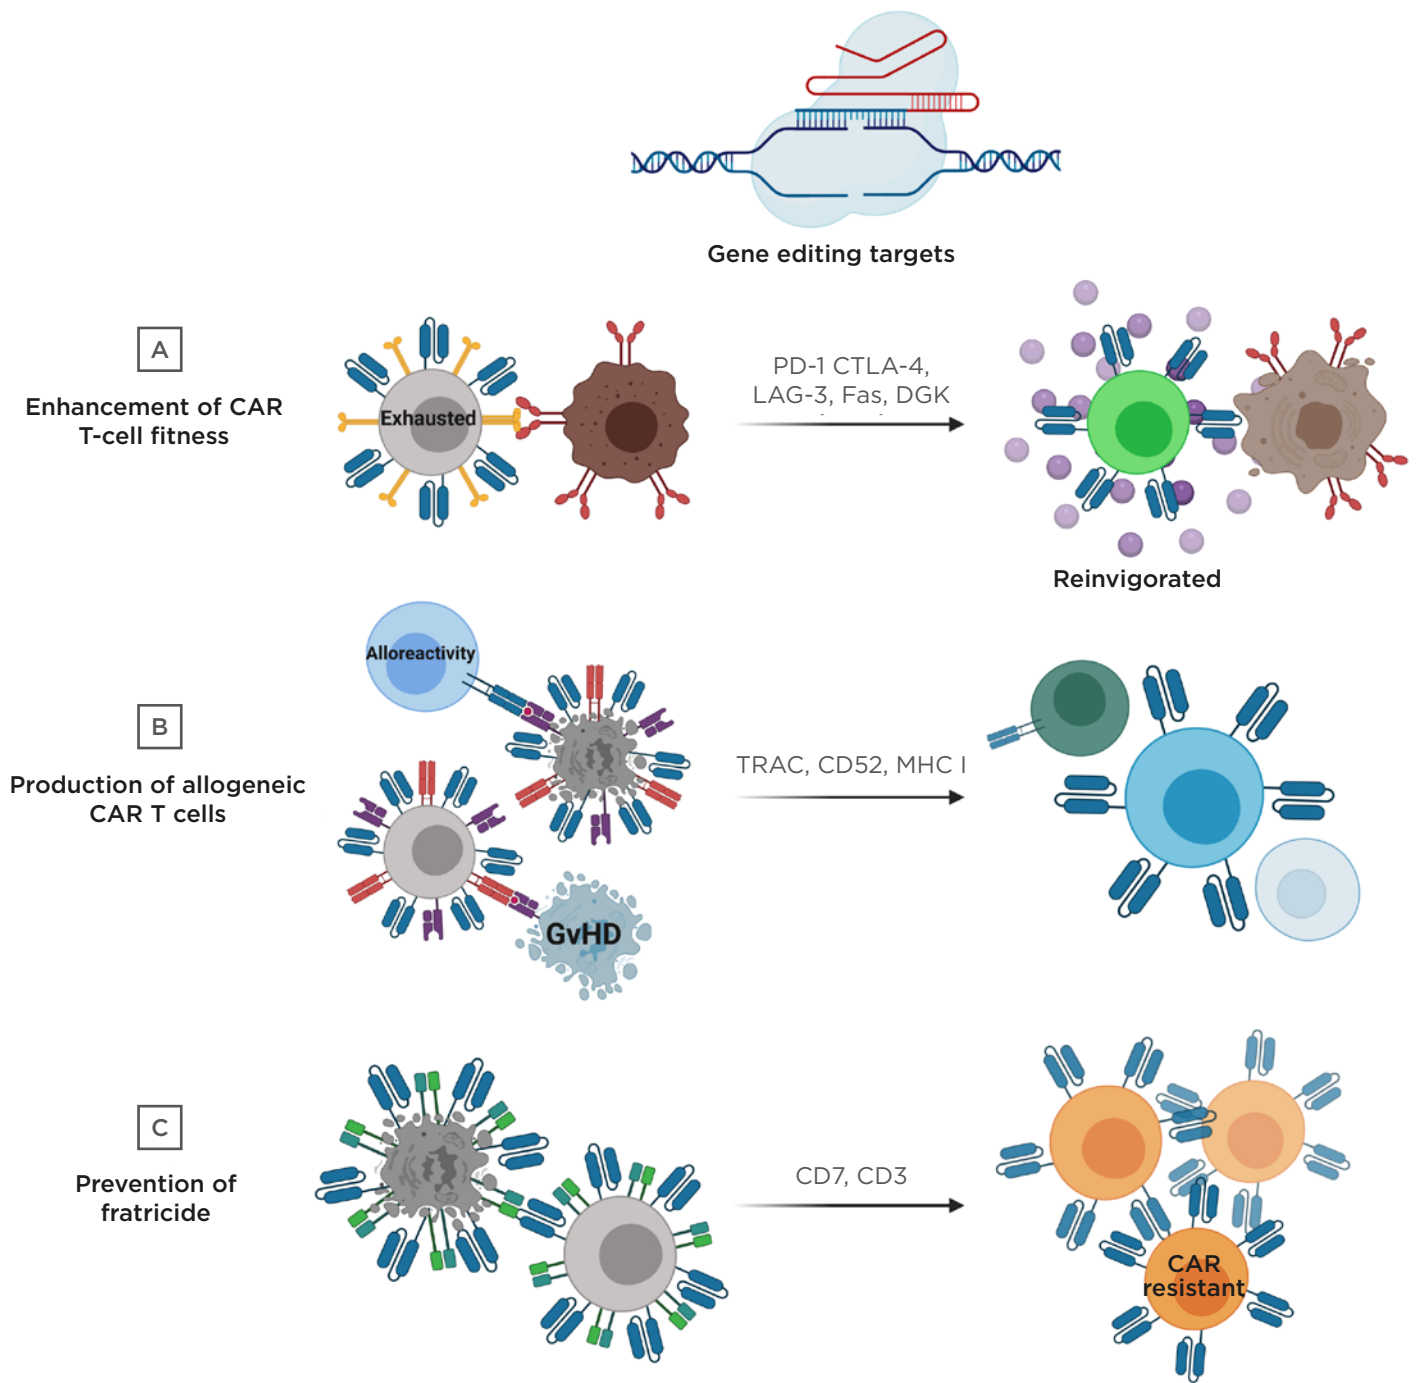 Gene editing targets
A
Enhancement of CAR
T-cell fitness
Exhausted
PD-1 CTLA-4,
LAG-3, Fas, DGK
Reinvigorated
B
Production of allogeneic
CAR T cells
Alloreactivity
GvHD
TRAC, CD52, MHC I
C
Prevention of
fratricide
CD7, CD3
CAR
resistant